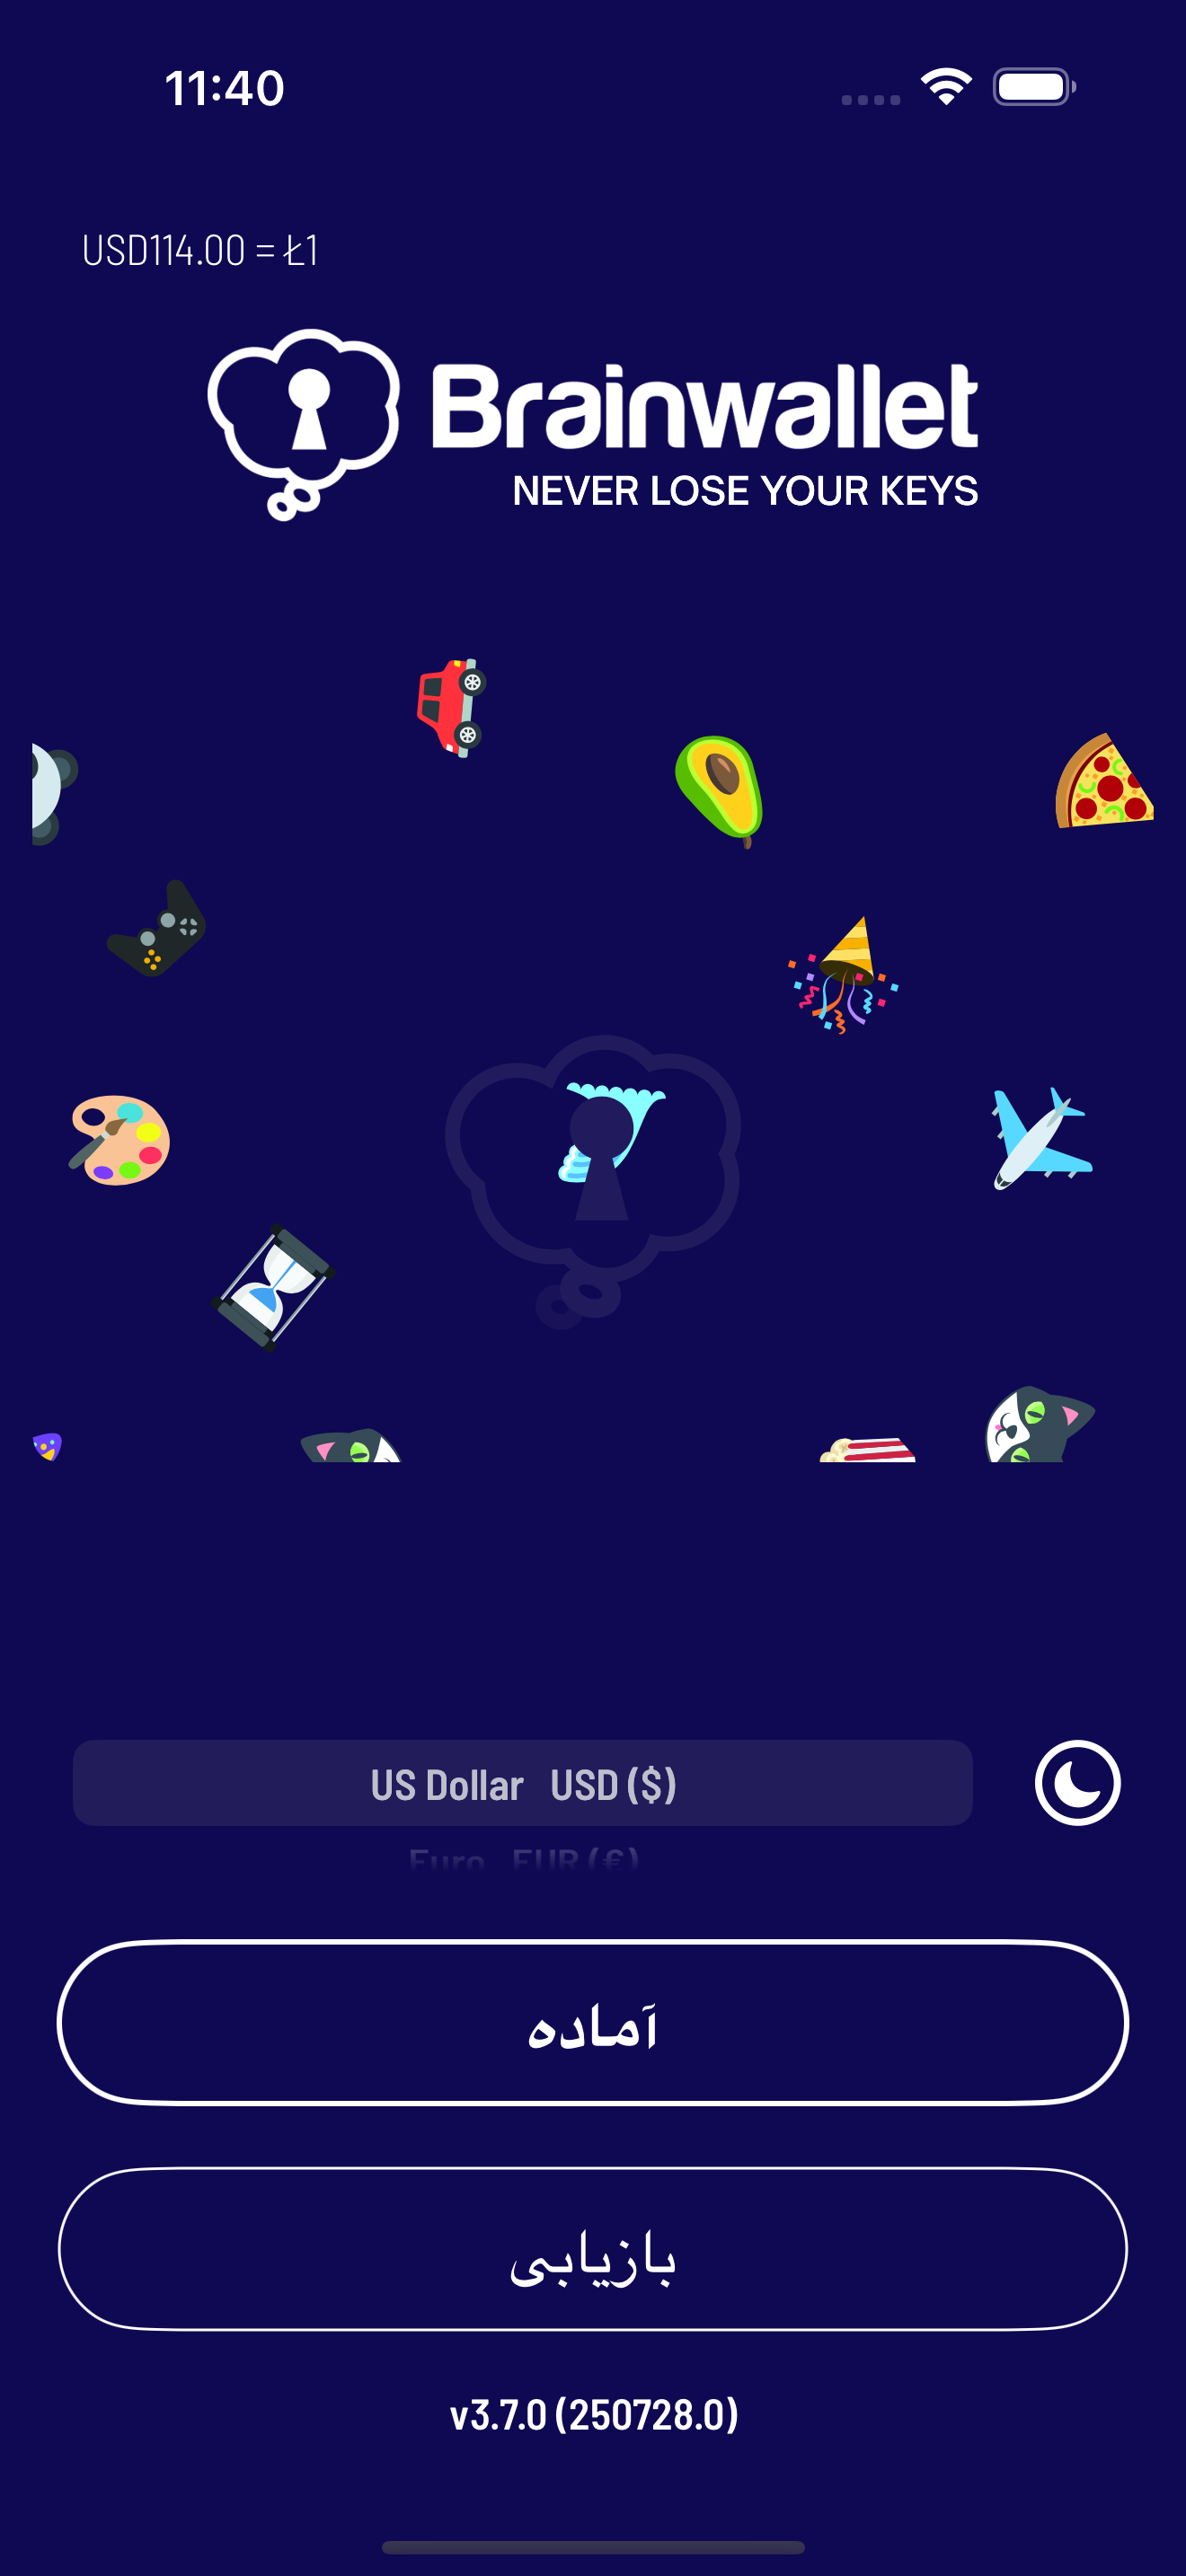 11:40
USD114.00 = Ł1
Brainwallet
NEVER LOSE YOUR KEYS
US Dollar USD ($)
Euro EUR (€)
آماده
بازیابی
v3.7.0 (250728.0)